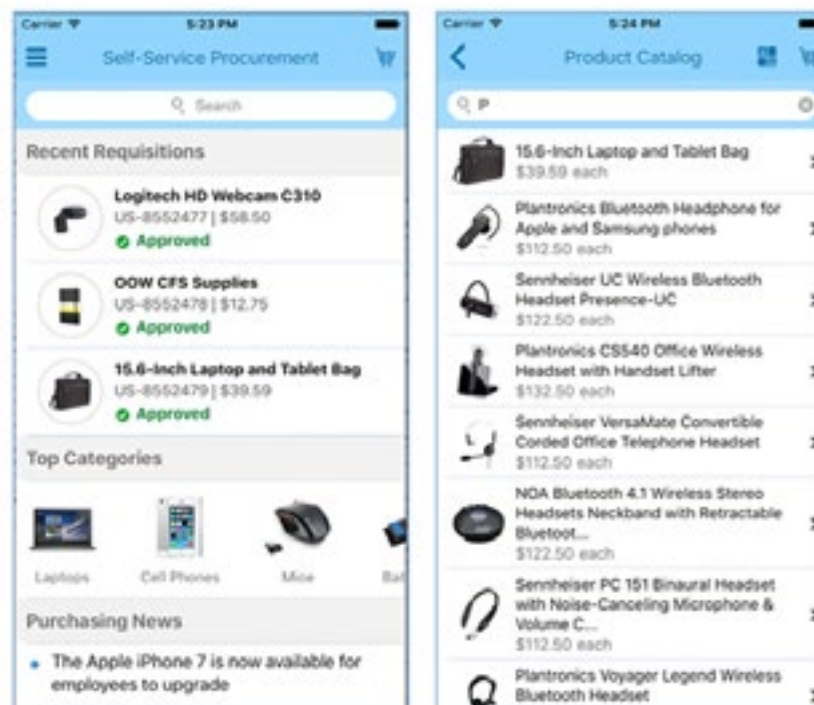 Carrier
5:23 PM
Self-Service Procurement
Search
Recent Requisitions
Logitech HD Webcam C310
US-8552477 | $58.50
Approved
OOW CFS Supplies
US-8552478 | $12.75
Approved
15.6-Inch Laptop and Tablet Bag
US-8552479 | $39.59
Approved
Top Categories
Laptops
Cell Phones
Mice
Bat
Purchasing News
The Apple iPhone 7 is now available for
employees to upgrade
Carrier
5:24 PM
Product Catalog
P
15.6-Inch Laptop and Tablet Bag
$39.59 each
Plantronics Bluetooth Headphone for
Apple and Samsung phones
$112.50 each
Sennheiser UC Wireless Bluetooth
Headset Presence-UC
$122.50 each
Plantronics CS540 Office Wireless
Headset with Handset Lifter
$132.50 each
Sennheiser VersaMate Convertible
Corded Office Telephone Headset
$112.50 each
NOA Bluetooth 4.1 Wireless Stereo
Headsets Neckband with Retractable
Bluetoot...
$122.50 each
Sennheiser PC 151 Binaural Headset
with Noise-Canceling Microphone &
Volume C...
$112.50 each
Plantronics Voyager Legend Wireless
Bluetooth Headset